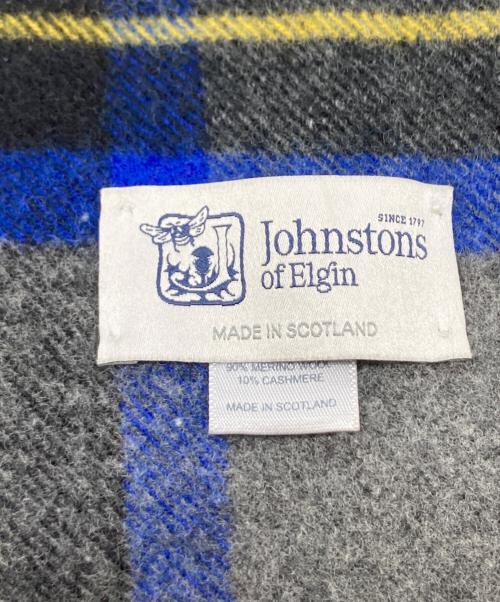 SINCE 1797
Johnstons
of Elgin
MADE IN SCOTLAND
90% MERINO WOOL
10% CASHMERE
MADE IN SCOTLAND